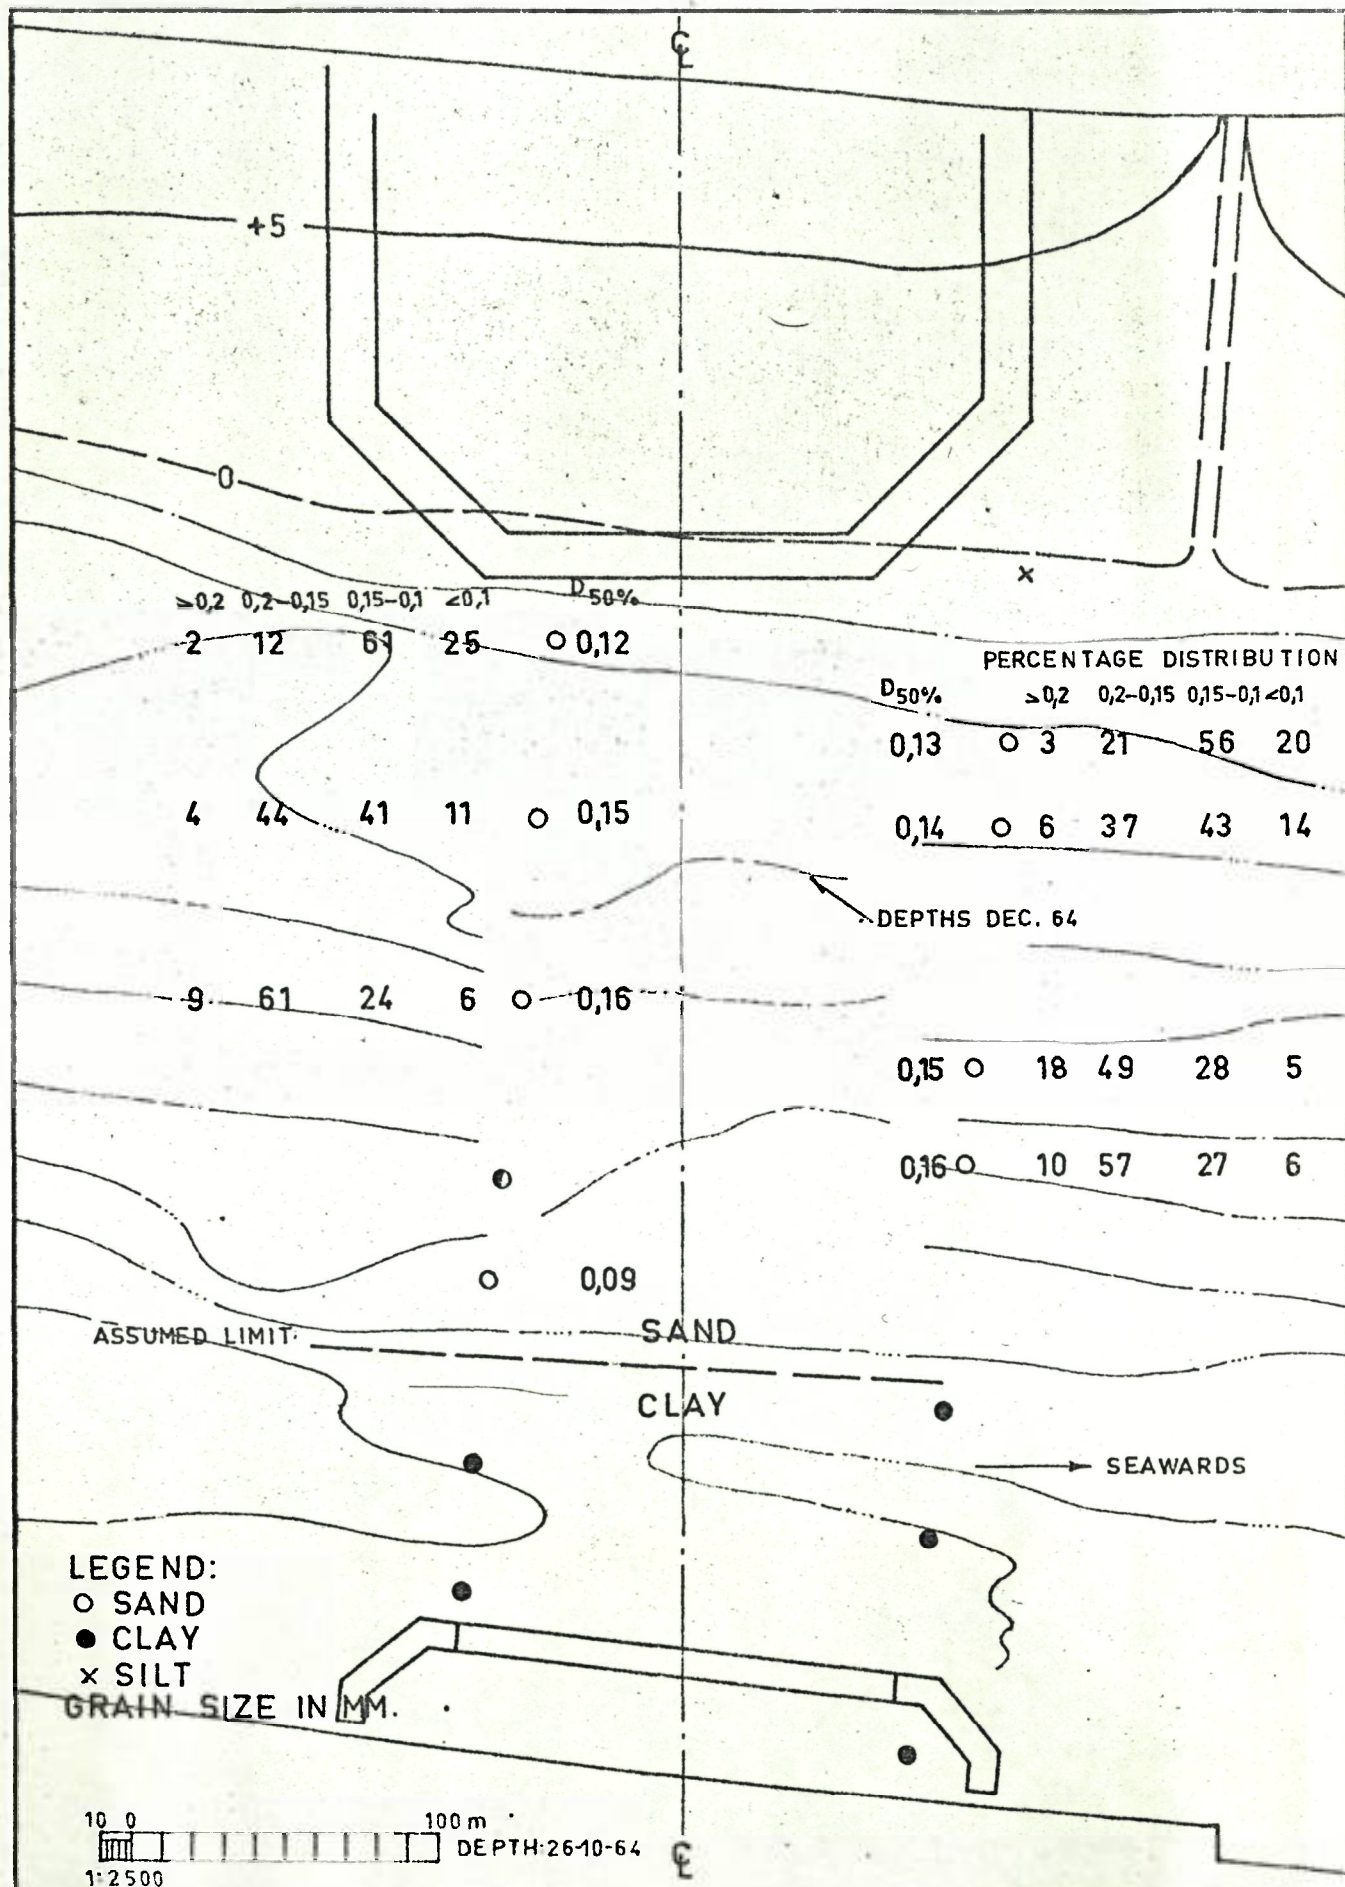 ℄
+5
0
≥0,2 0,2-0,15 0,15-0,1 <0,1 D50%
2 12 61 25 0,12
PERCENTAGE DISTRIBUTION
D50% ≥0,2 0,2-0,15 0,15-0,1 <0,1
0,13 3 21 56 20
4 44 41 11 0,15
0,14 6 37 43 14
DEPTHS DEC. 64
9 61 24 6 0,16
0,15 18 49 28 5
0,16 10 57 27 6
0,09
ASSUMED LIMIT
SAND
CLAY
SEAWARDS
LEGEND:
○ SAND
● CLAY
× SILT
GRAIN SIZE IN MM.
10 0 100 m
DEPTH 26-10-64
1:2500
℄